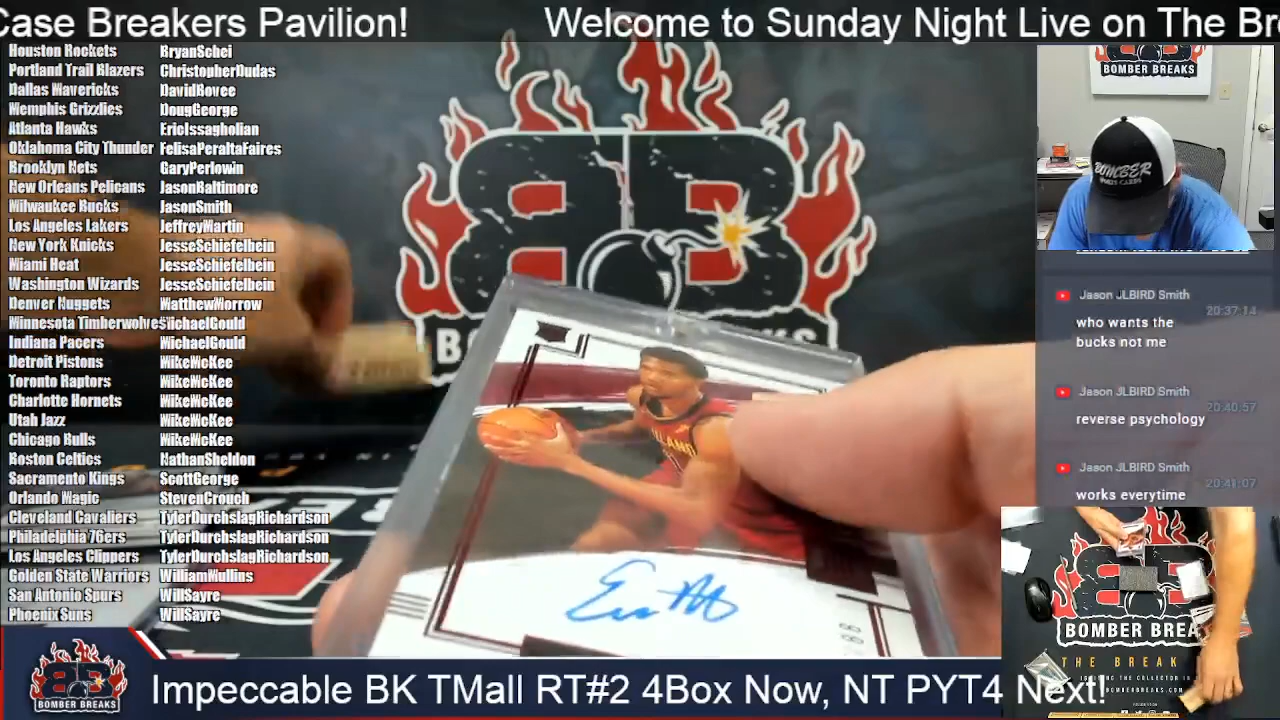 Case Breakers Pavilion! Welcome to Sunday Night Live on The Br
Houston Rockets BryanSchei
Portland Trail Blazers ChristopherDudas
Dallas Mavericks DavidBovee
Memphis Grizzlies DougGeorge
Atlanta Hawks EricIssagholian
Oklahoma City Thunder FelisaPeraltaFaires
Brooklyn Nets GaryPerlowin
New Orleans Pelicans JasonBaltimore
Milwaukee Bucks JasonSmith
Los Angeles Lakers JeffreyMartin
New York Knicks JesseSchiefelbein
Miami Heat JesseSchiefelbein
Washington Wizards JesseSchiefelbein
Denver Nuggets MatthewMorrow
Minnesota Timberwolves MichaelGould
Indiana Pacers MichaelGould
Detroit Pistons MikeMcKee
Toronto Raptors MikeMcKee
Charlotte Hornets MikeMcKee
Utah Jazz MikeMcKee
Chicago Bulls MikeMcKee
Boston Celtics NathanSheldon
Sacramento Kings ScottGeorge
Orlando Magic StevenCrouch
Cleveland Cavaliers TylerDurchslagRichardson
Philadelphia 76ers TylerDurchslagRichardson
Los Angeles Clippers TylerDurchslagRichardson
Golden State Warriors WilliamMullins
San Antonio Spurs WillSayre
Phoenix Suns WillSayre
BOMBER BREAKS
BOMBER
Jason JLBIRD Smith
20:37:14
who wants the
bucks not me
Jason JLBIRD Smith
20:40:57
reverse psychology
Jason JLBIRD Smith
20:41:07
works everytime
BOMBER BREA
THE BREAK
BOMBERBREAKS.COM
BOMBER BREAKS
Impeccable BK TMall RT#2 4Box Now, NT PYT4 Next!